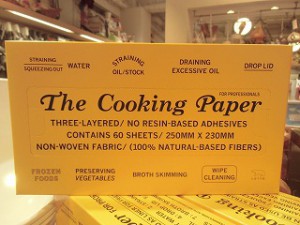 STRAINING
SQUEEZING OUT
WATER
STRAINING
OIL/STOCK
DRAINING
EXCESSIVE OIL
DROP LID
FOR PROFESSIONALS
The Cooking Paper
THREE-LAYERED/ NO RESIN-BASED ADHESIVES
CONTAINS 60 SHEETS/ 250MM X 230MM
NON-WOVEN FABRIC/ (100% NATURAL-BASED FIBERS)
FROZEN
FOODS
PRESERVING
VEGETABLES
BROTH SKIMMING
WIPE
CLEANING
Cooking